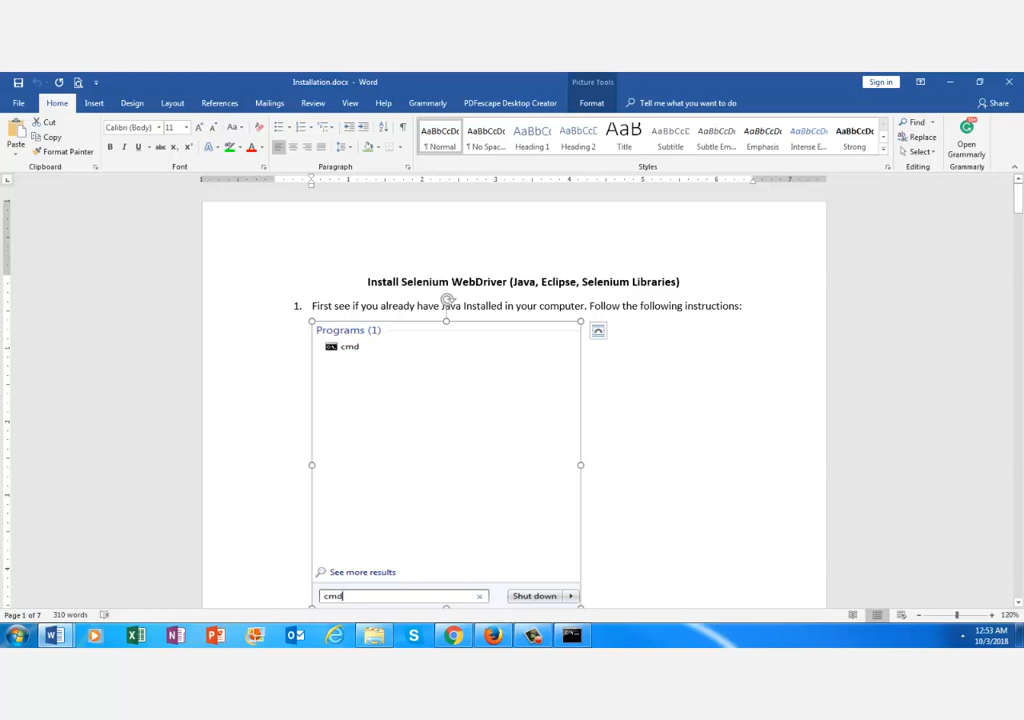 Installation.docx - Word
Picture Tools
Sign in
File Home Insert Design Layout References Mailings Review View Help Grammarly PDFescape Desktop Creator Format Tell me what you want to do Share
Paste
Cut
Copy
Format Painter
Clipboard
Calibri (Body) 11
Font
Paragraph
AaBbCcDc AaBbCcDc AaBbCc AaBbCcD AaB AaBbCcD AaBbCcDc AaBbCcDc AaBbCcDc AaBbCcDc
¶ Normal ¶ No Spac... Heading 1 Heading 2 Title Subtitle Subtle Em... Emphasis Intense E... Strong
Styles
Find
Replace
Select
Editing
Open
Grammarly
Grammarly
Install Selenium WebDriver (Java, Eclipse, Selenium Libraries)
1. First see if you already have Java Installed in your computer. Follow the following instructions:
Programs (1)
cmd
See more results
cmd
Shut down
Page 1 of 7 310 words
120%
12:53 AM
10/3/2018